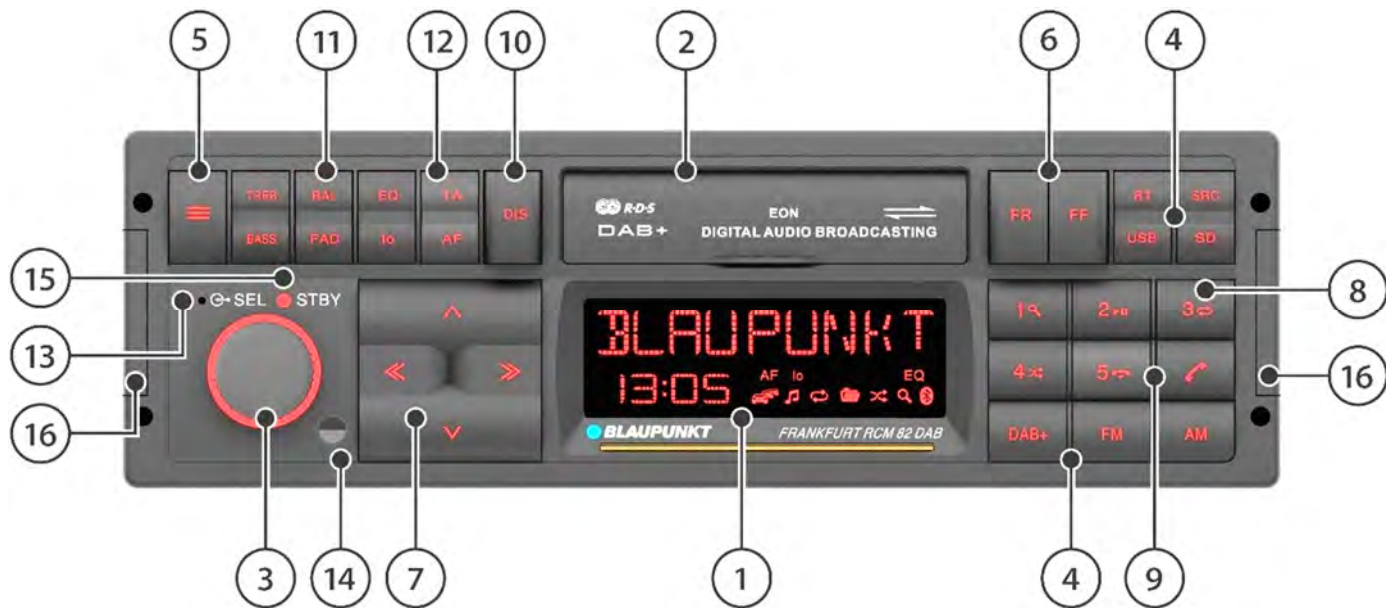 5 11 12 10 2 6 4
TREB BAL EQ TA DIS
BASS FAD lo AF
R·D·S EON
DAB+ DIGITAL AUDIO BROADCASTING
FR FF RT SRC
USB SD
15
SEL STBY
13
16
BLAUPUNKT
13:05 AF lo EQ
BLAUPUNKT FRANKFURT RCM 82 DAB
1 2 3
4 5
DAB+ FM AM
8
16
3 14 7 1 4 9